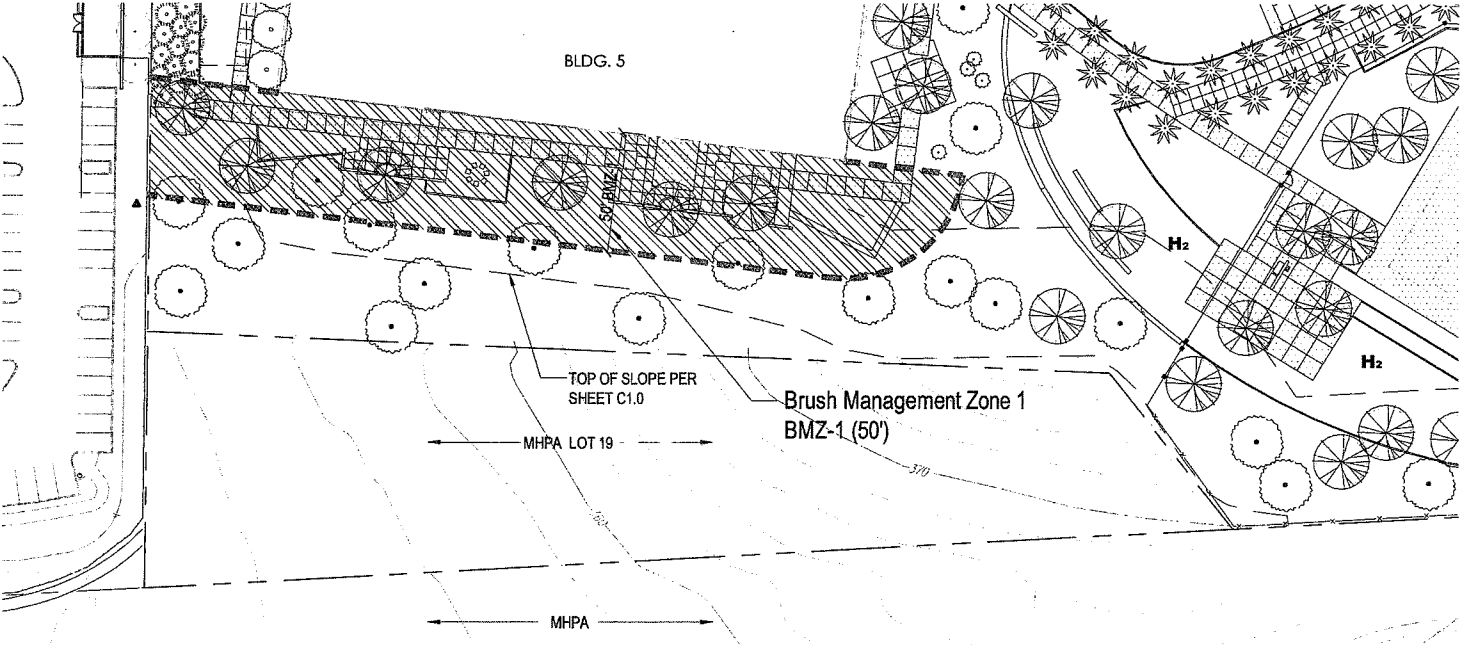 BLDG. 5
50' BMZ-1
H₂
H₂
TOP OF SLOPE PER
SHEET C1.0
Brush Management Zone 1
BMZ-1 (50')
MHPA LOT 19
370
MHPA